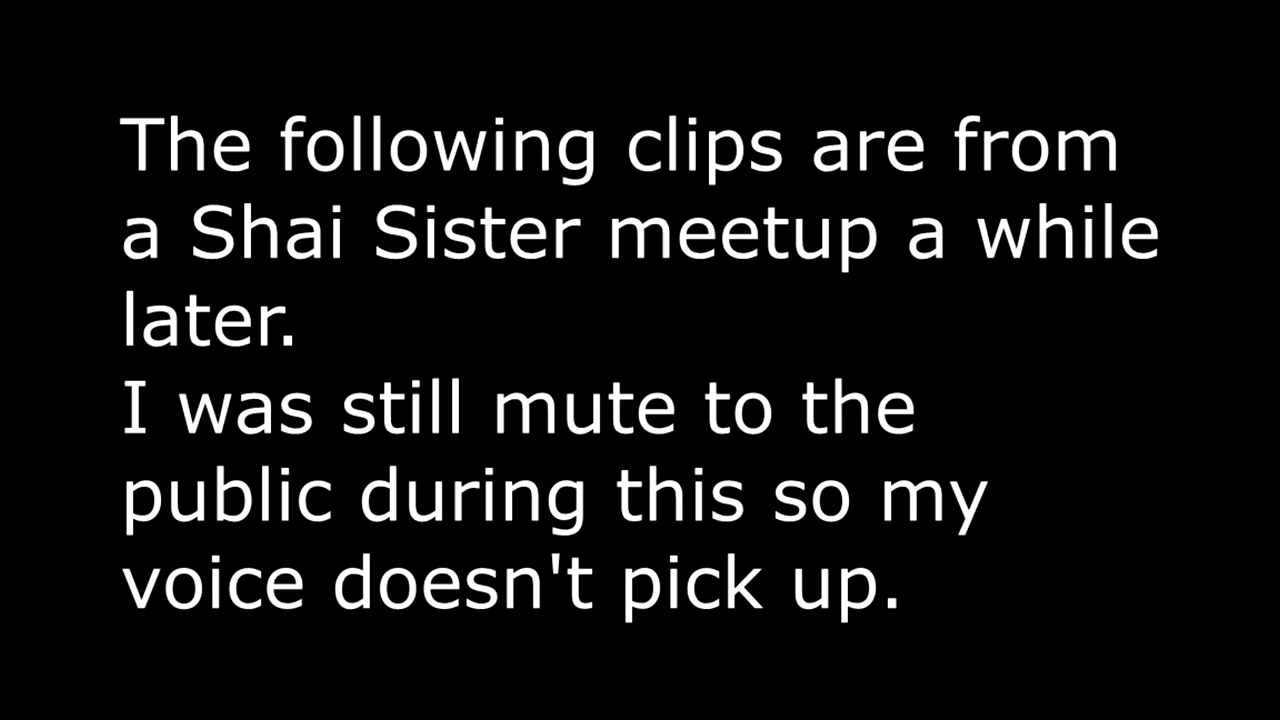 The following clips are from
a Shai Sister meetup a while
later.
I was still mute to the
public during this so my
voice doesn't pick up.